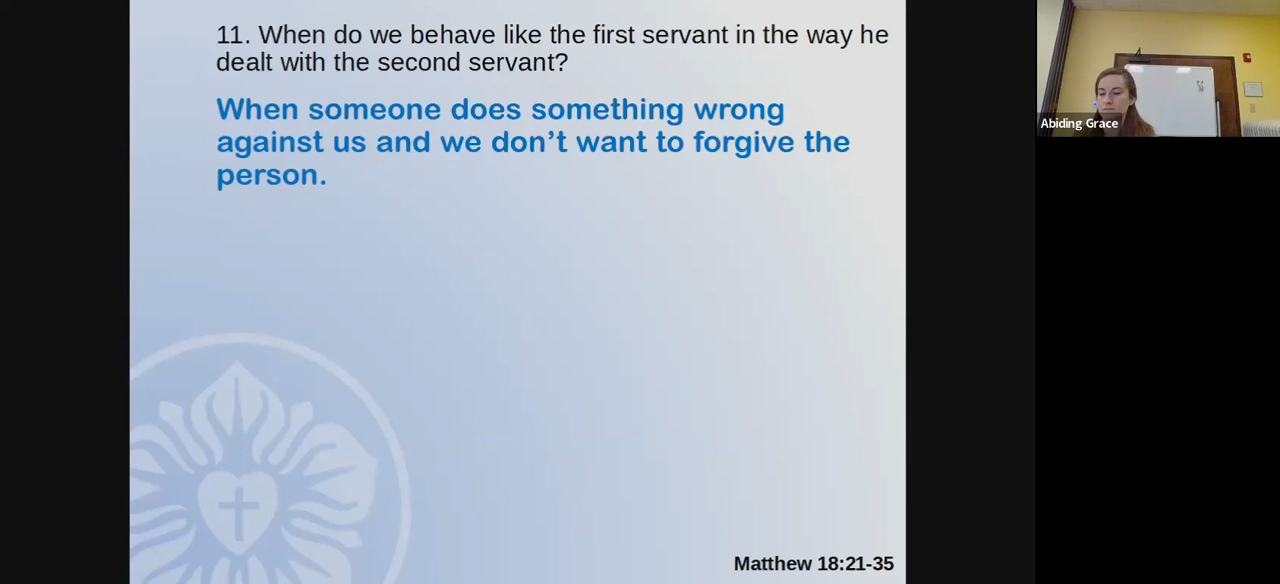 11. When do we behave like the first servant in the way he
dealt with the second servant?
When someone does something wrong
against us and we don’t want to forgive the
person.
Matthew 18:21-35
Abiding Grace